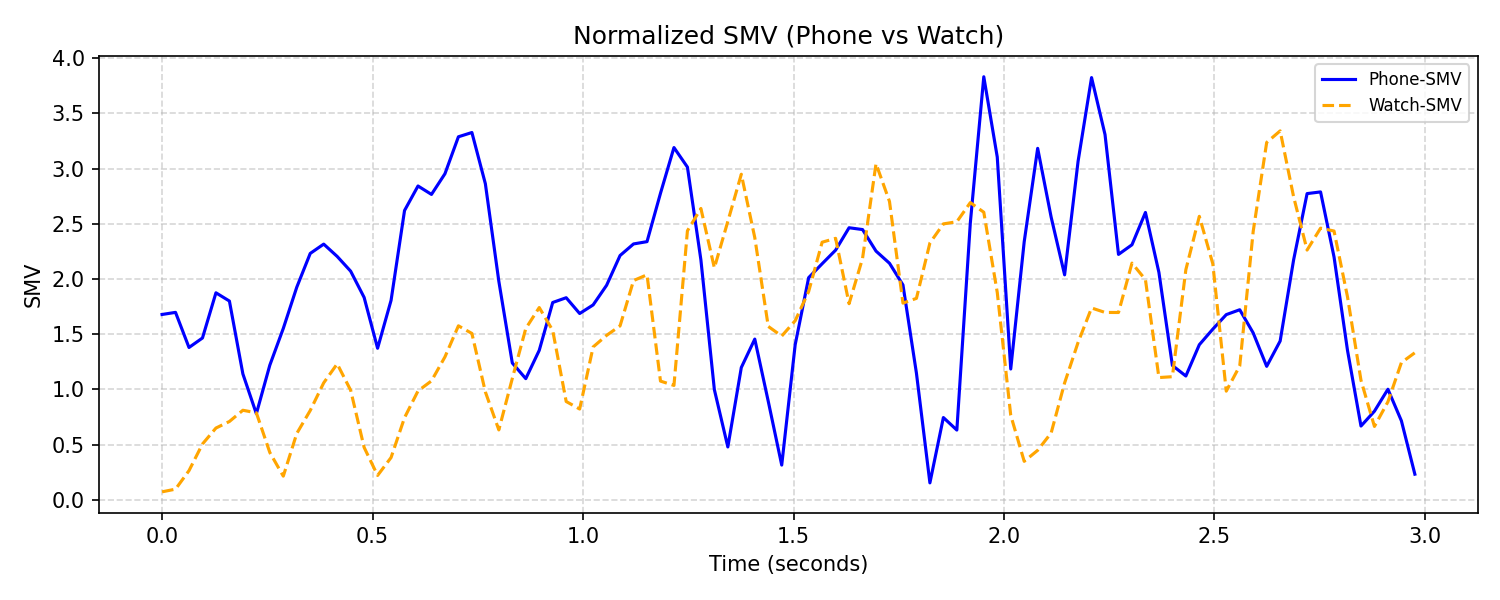 Normalized SMV (Phone vs Watch)
4.0
3.5
3.0
2.5
2.0
1.5
1.0
0.5
0.0
SMV
Phone-SMV
Watch-SMV
0.0 0.5 1.0 1.5 2.0 2.5 3.0
Time (seconds)